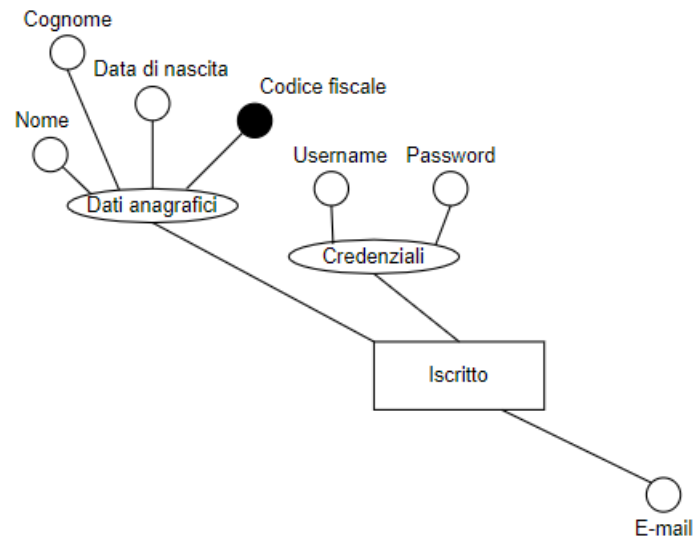 Cognome
Data di nascita
Codice fiscale
Nome
Username
Password
Dati anagrafici
Credenziali
Iscritto
E-mail